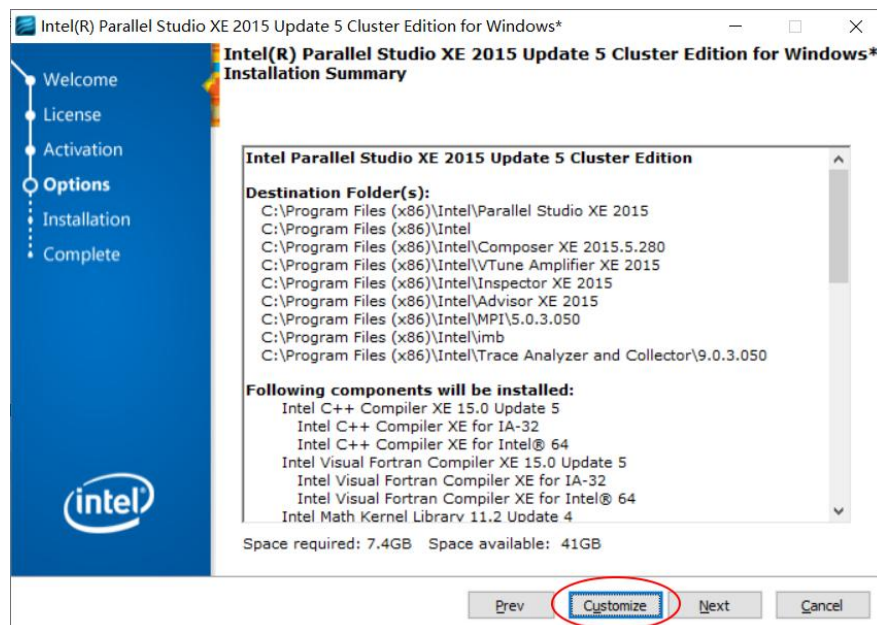 Intel(R) Parallel Studio XE 2015 Update 5 Cluster Edition for Windows*
Intel(R) Parallel Studio XE 2015 Update 5 Cluster Edition for Windows*
Installation Summary
Welcome
License
Activation
Options
Installation
Complete
intel
Intel Parallel Studio XE 2015 Update 5 Cluster Edition
Destination Folder(s):
C:\Program Files (x86)\Intel\Parallel Studio XE 2015
C:\Program Files (x86)\Intel
C:\Program Files (x86)\Intel\Composer XE 2015.5.280
C:\Program Files (x86)\Intel\VTune Amplifier XE 2015
C:\Program Files (x86)\Intel\Inspector XE 2015
C:\Program Files (x86)\Intel\Advisor XE 2015
C:\Program Files (x86)\Intel\MPI\5.0.3.050
C:\Program Files (x86)\Intel\imb
C:\Program Files (x86)\Intel\Trace Analyzer and Collector\9.0.3.050
Following components will be installed:
Intel C++ Compiler XE 15.0 Update 5
Intel C++ Compiler XE for IA-32
Intel C++ Compiler XE for Intel® 64
Intel Visual Fortran Compiler XE 15.0 Update 5
Intel Visual Fortran Compiler XE for IA-32
Intel Visual Fortran Compiler XE for Intel® 64
Intel Math Kernel Library 11.2 Update 4
Space required: 7.4GB Space available: 41GB
Prev Customize Next Cancel